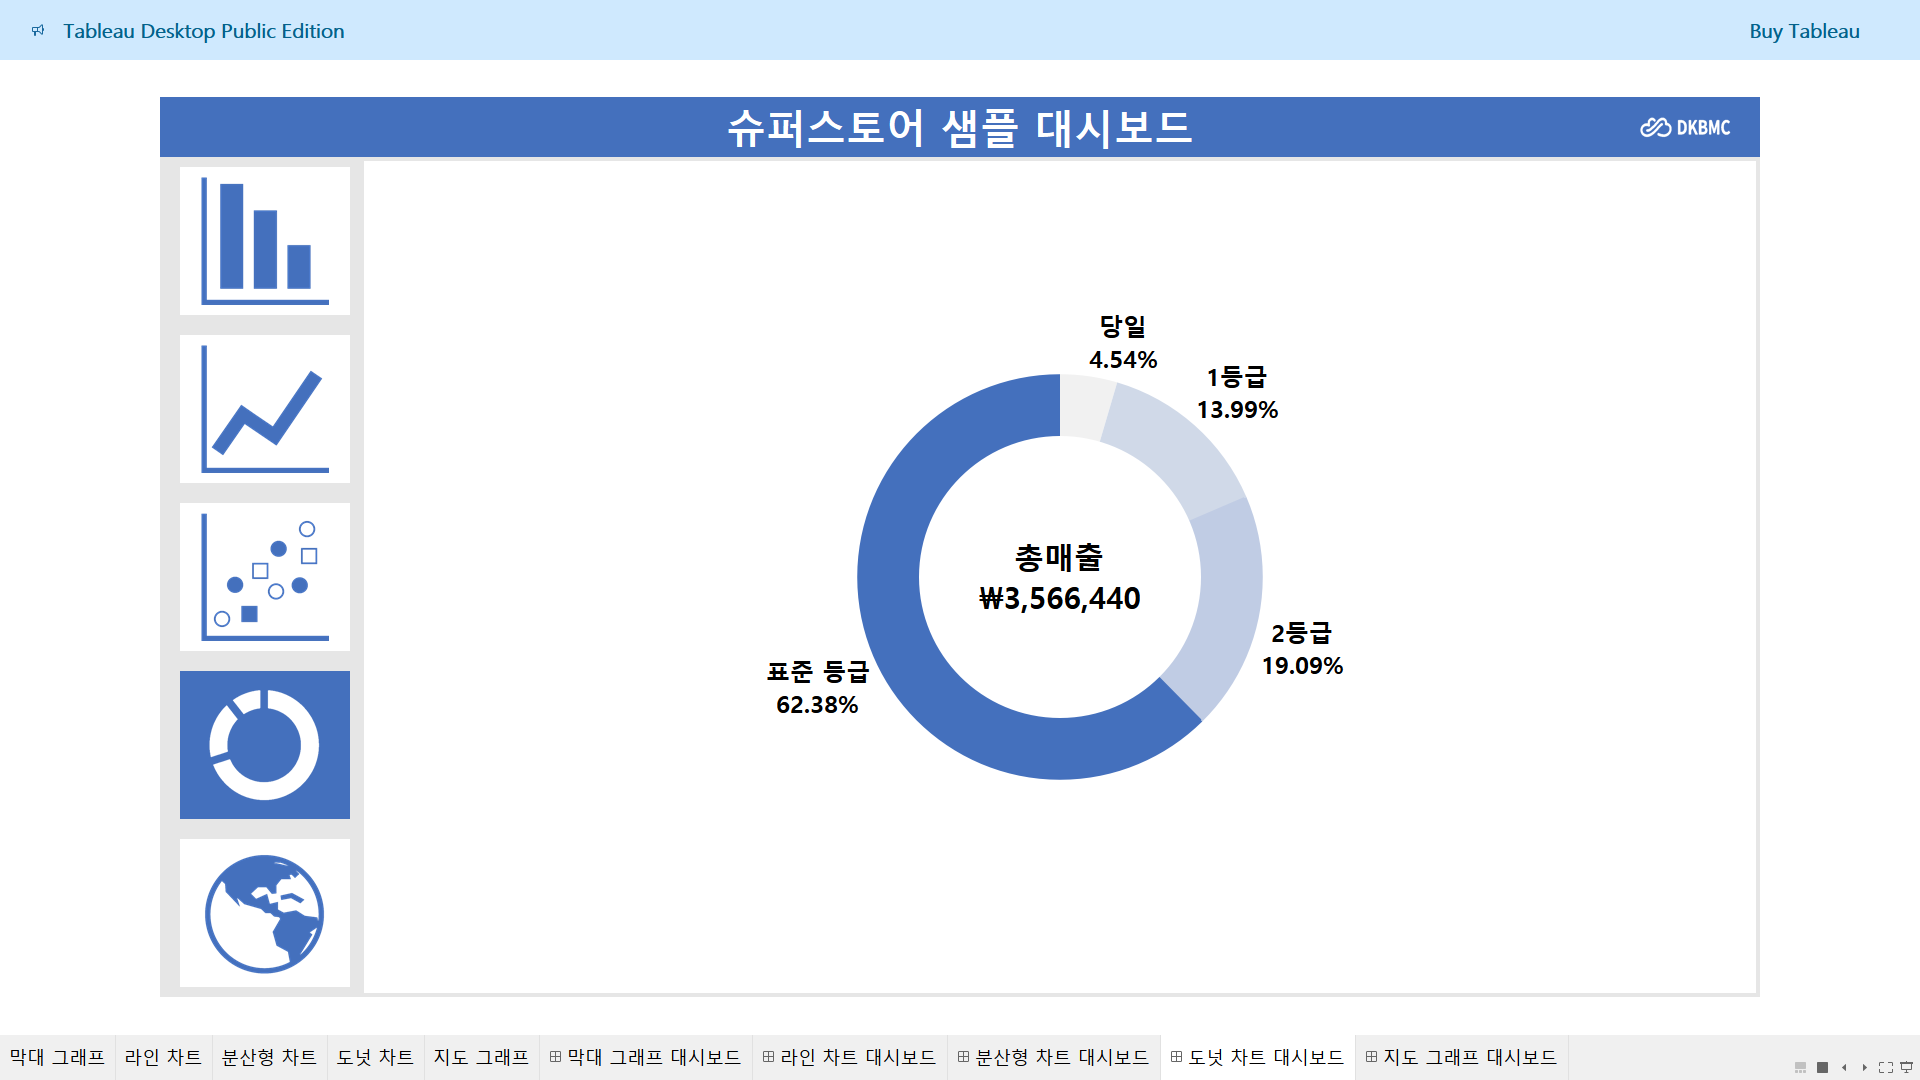 Tableau Desktop Public Edition
Buy Tableau
슈퍼스토어 샘플 대시보드
DKBMC
당일
4.54%
1등급
13.99%
총매출
₩3,566,440
2등급
19.09%
표준 등급
62.38%
막대 그래프
라인 차트
분산형 차트
도넛 차트
지도 그래프
막대 그래프 대시보드
라인 차트 대시보드
분산형 차트 대시보드
도넛 차트 대시보드
지도 그래프 대시보드